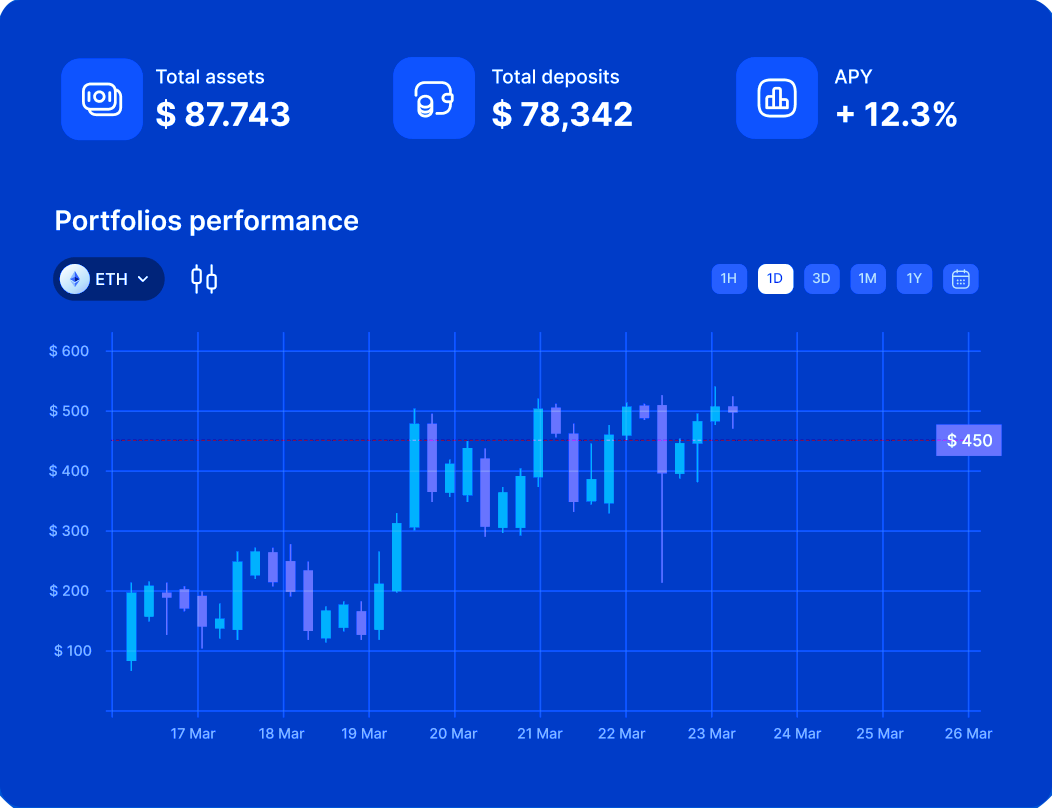 Total assets
$ 87.743
Total deposits
$ 78,342
APY
+ 12.3%
Portfolios performance
ETH
1H
1D
3D
1M
1Y
$ 600
$ 500
$ 450
$ 400
$ 300
$ 200
$ 100
17 Mar
18 Mar
19 Mar
20 Mar
21 Mar
22 Mar
23 Mar
24 Mar
25 Mar
26 Mar